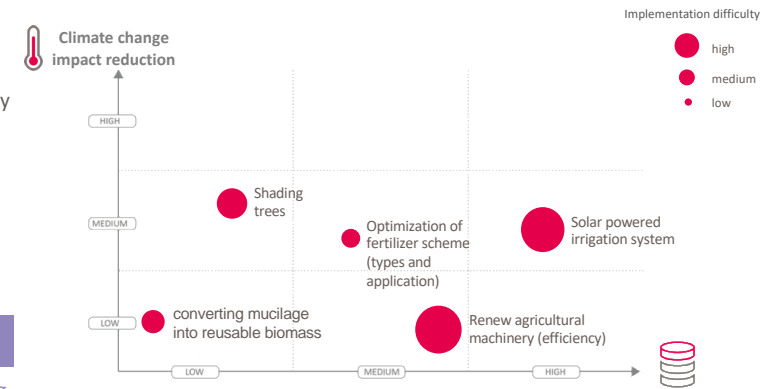 Implementation difficulty
high
medium
low
Climate change
impact reduction
y
HIGH
MEDIUM
LOW
Shading
trees
Optimization of
fertilizer scheme
(types and
application)
Solar powered
irrigation system
converting mucilage
into reusable biomass
Renew agricultural
machinery (efficiency)
LOW
MEDIUM
HIGH